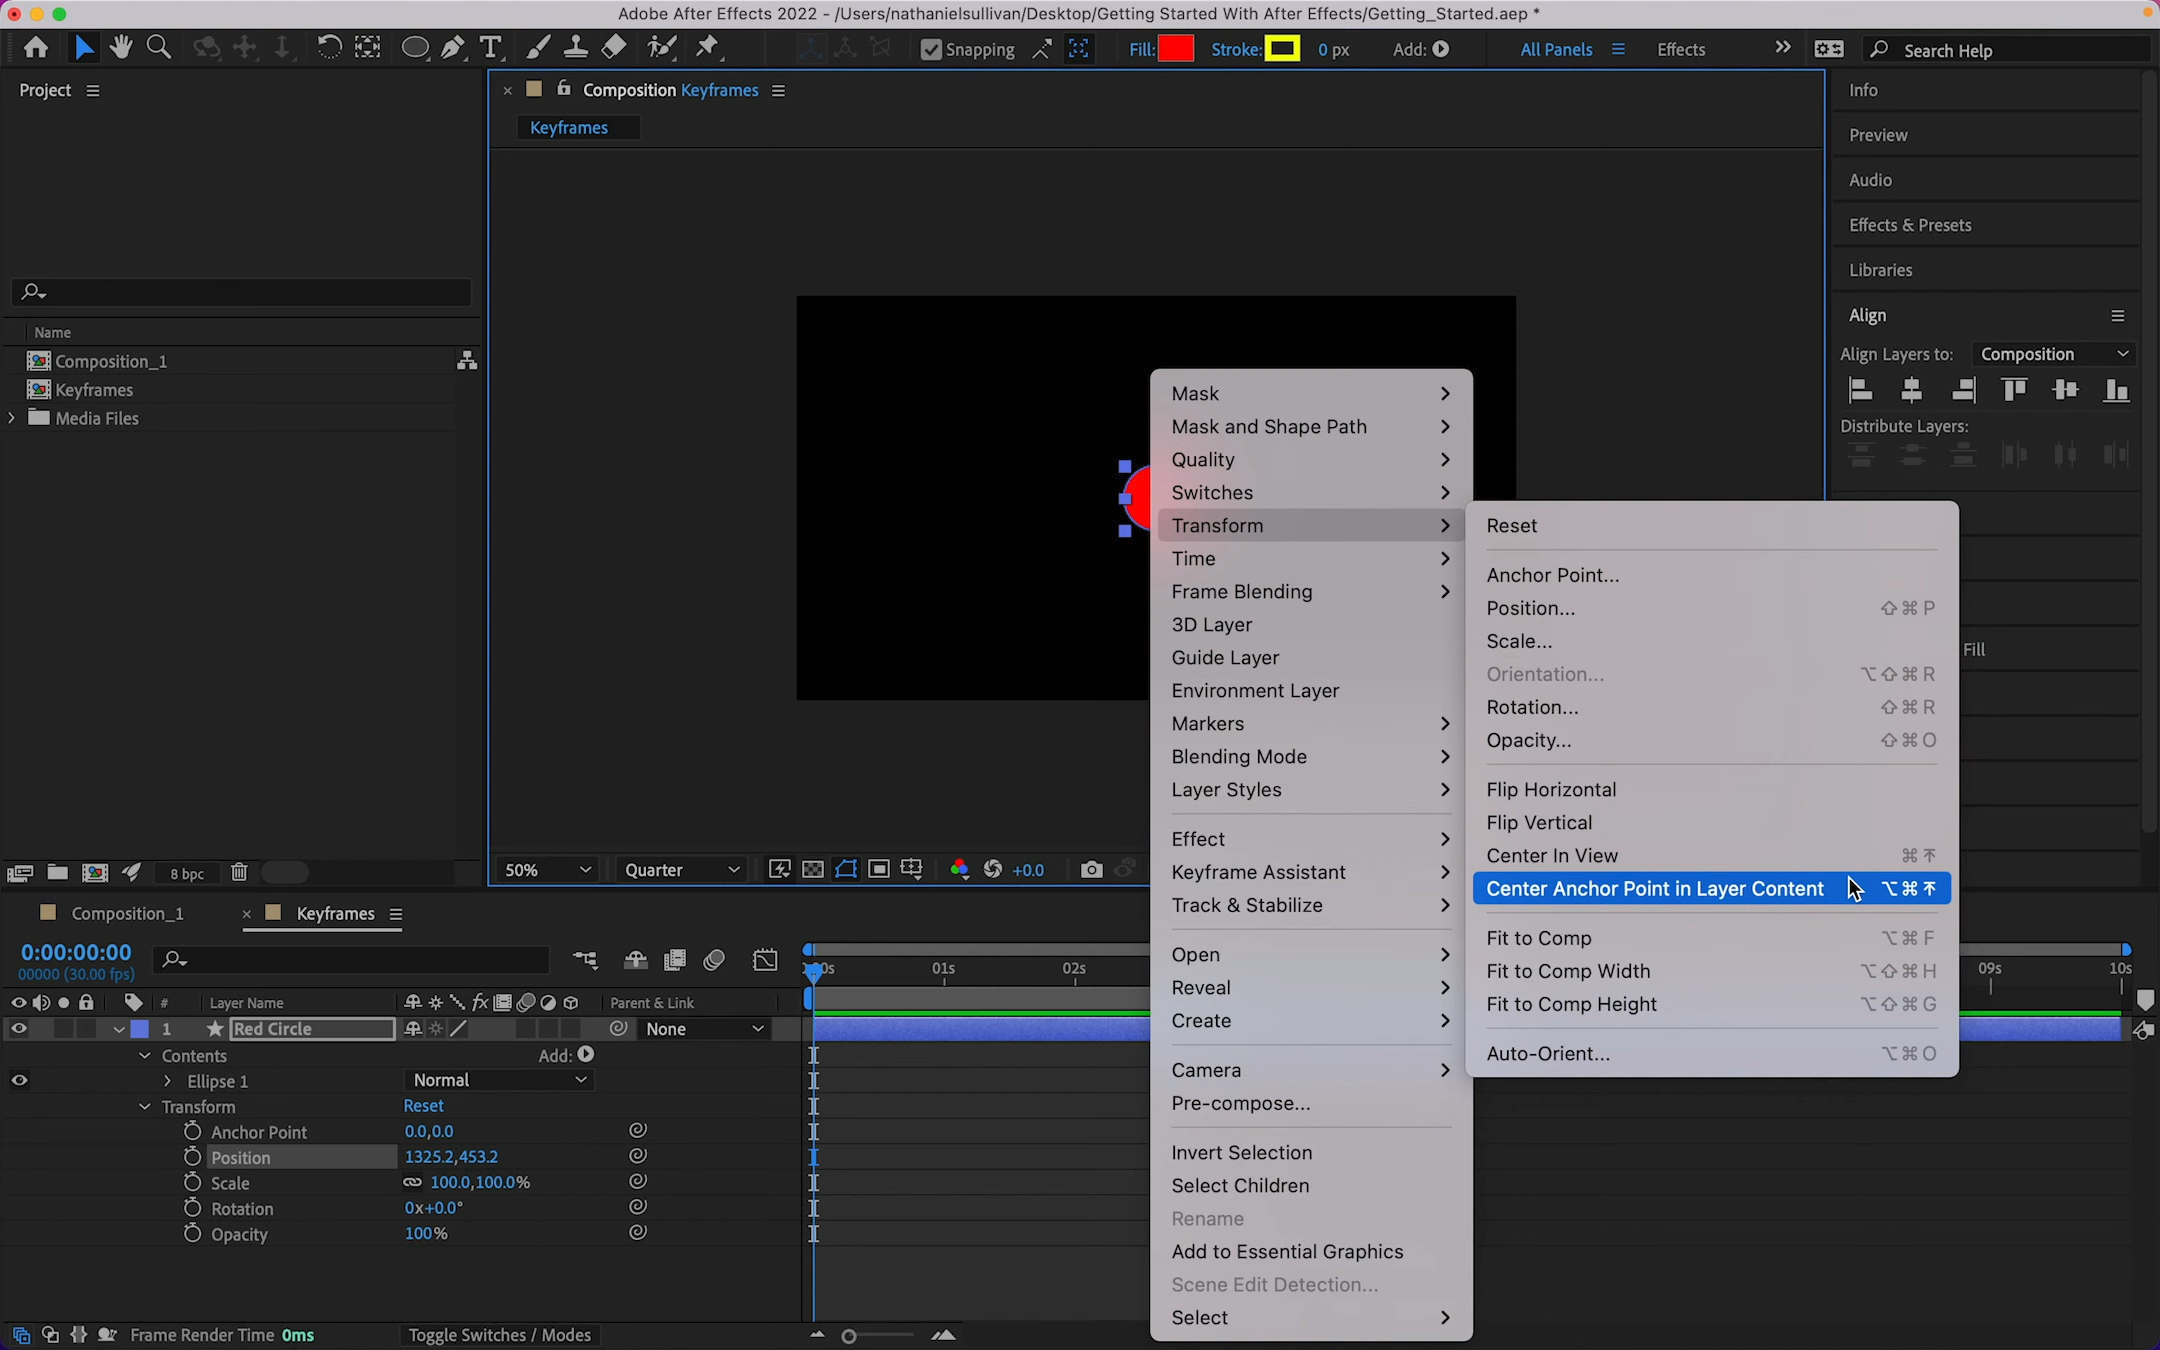 Adobe After Effects 2022 - /Users/nathanielsullivan/Desktop/Getting Started With After Effects/Getting_Started.aep *
Snapping
Fill:
Stroke:
0 px
Add:
All Panels
Effects
Search Help
Project
Composition Keyframes
Keyframes
Name
Composition_1
Keyframes
Media Files
Info
Preview
Audio
Effects & Presets
Libraries
Align
Align Layers to:
Composition
Distribute Layers:
Fill
Mask
Mask and Shape Path
Quality
Switches
Transform
Time
Frame Blending
3D Layer
Guide Layer
Environment Layer
Markers
Blending Mode
Layer Styles
Effect
Keyframe Assistant
Track & Stabilize
Open
Reveal
Create
Camera
Pre-compose...
Invert Selection
Select Children
Rename
Add to Essential Graphics
Scene Edit Detection...
Select
Reset
Anchor Point...
Position... ⇧⌘P
Scale...
Orientation... ⌥⇧⌘R
Rotation... ⇧⌘R
Opacity... ⇧⌘O
Flip Horizontal
Flip Vertical
Center In View ⌘↖
Center Anchor Point in Layer Content ⌥⌘↖
Fit to Comp ⌥⌘F
Fit to Comp Width ⌥⇧⌘H
Fit to Comp Height ⌥⇧⌘G
Auto-Orient... ⌥⌘O
8 bpc
50%
Quarter
+0.0
Composition_1
Keyframes
0:00:00:00
00000 (30.00 fps)
# Layer Name
fx
Parent & Link
1 Red Circle
None
Contents
Add:
Ellipse 1
Normal
Transform
Reset
Anchor Point
0.0,0.0
Position
1325.2,453.2
Scale
100.0,100.0%
Rotation
0x+0.0°
Opacity
100%
01s
02s
09s
10s
Frame Render Time 0ms
Toggle Switches / Modes